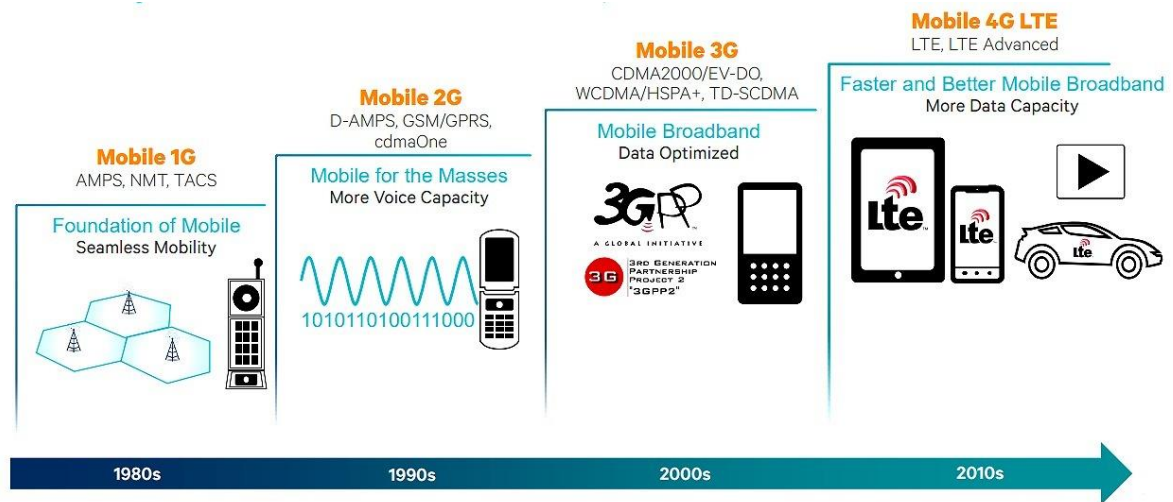 Mobile 1G
AMPS, NMT, TACS
Foundation of Mobile
Seamless Mobility
Mobile 2G
D-AMPS, GSM/GPRS,
cdmaOne
Mobile for the Masses
More Voice Capacity
1010110100111000
Mobile 3G
CDMA2000/EV-DO,
WCDMA/HSPA+, TD-SCDMA
Mobile Broadband
Data Optimized
3GPP
A GLOBAL INITIATIVE
3G
3RD GENERATION
PARTNERSHIP
PROJECT 2
"3GPP2"
Mobile 4G LTE
LTE, LTE Advanced
Faster and Better Mobile Broadband
More Data Capacity
Lte
Lte
Lte
1980s
1990s
2000s
2010s